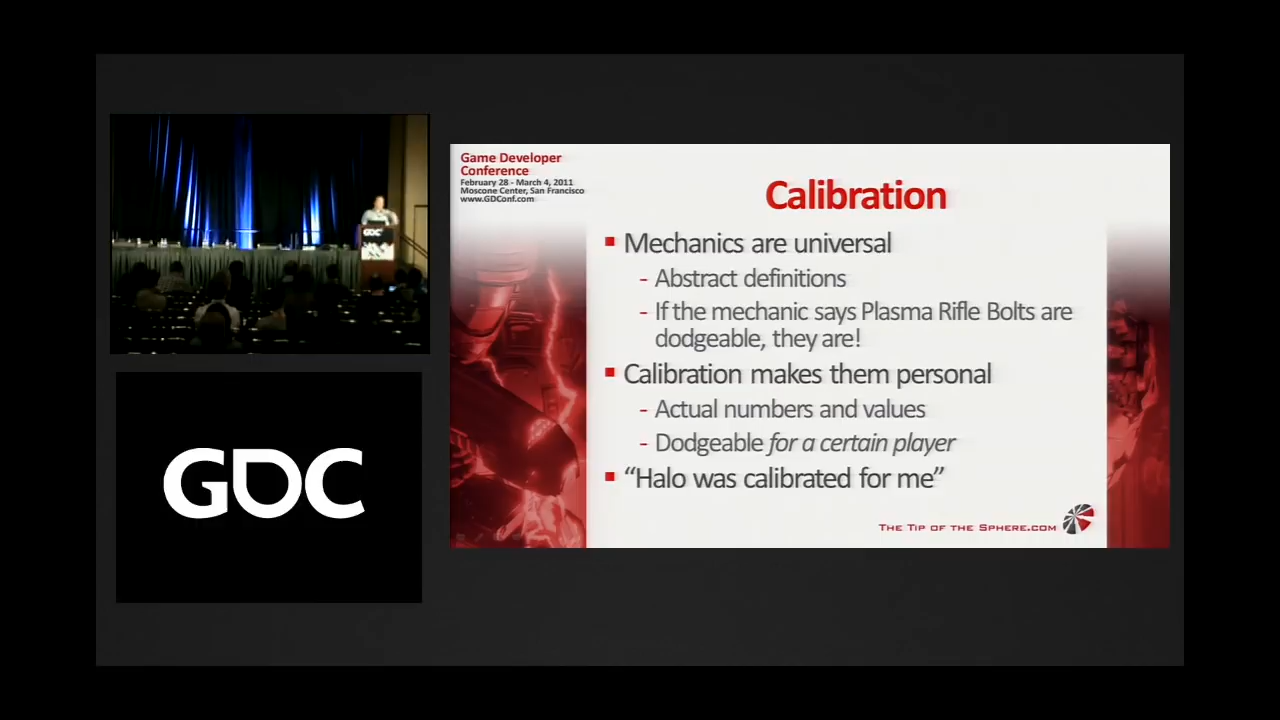 GDC
GDC
Game Developer
Conference
February 28 - March 4, 2011
Moscone Center, San Francisco
www.GDConf.com
Calibration
Mechanics are universal
- Abstract definitions
- If the mechanic says Plasma Rifle Bolts are
dodgeable, they are!
Calibration makes them personal
- Actual numbers and values
- Dodgeable for a certain player
“Halo was calibrated for me”
The Tip of the Sphere.com